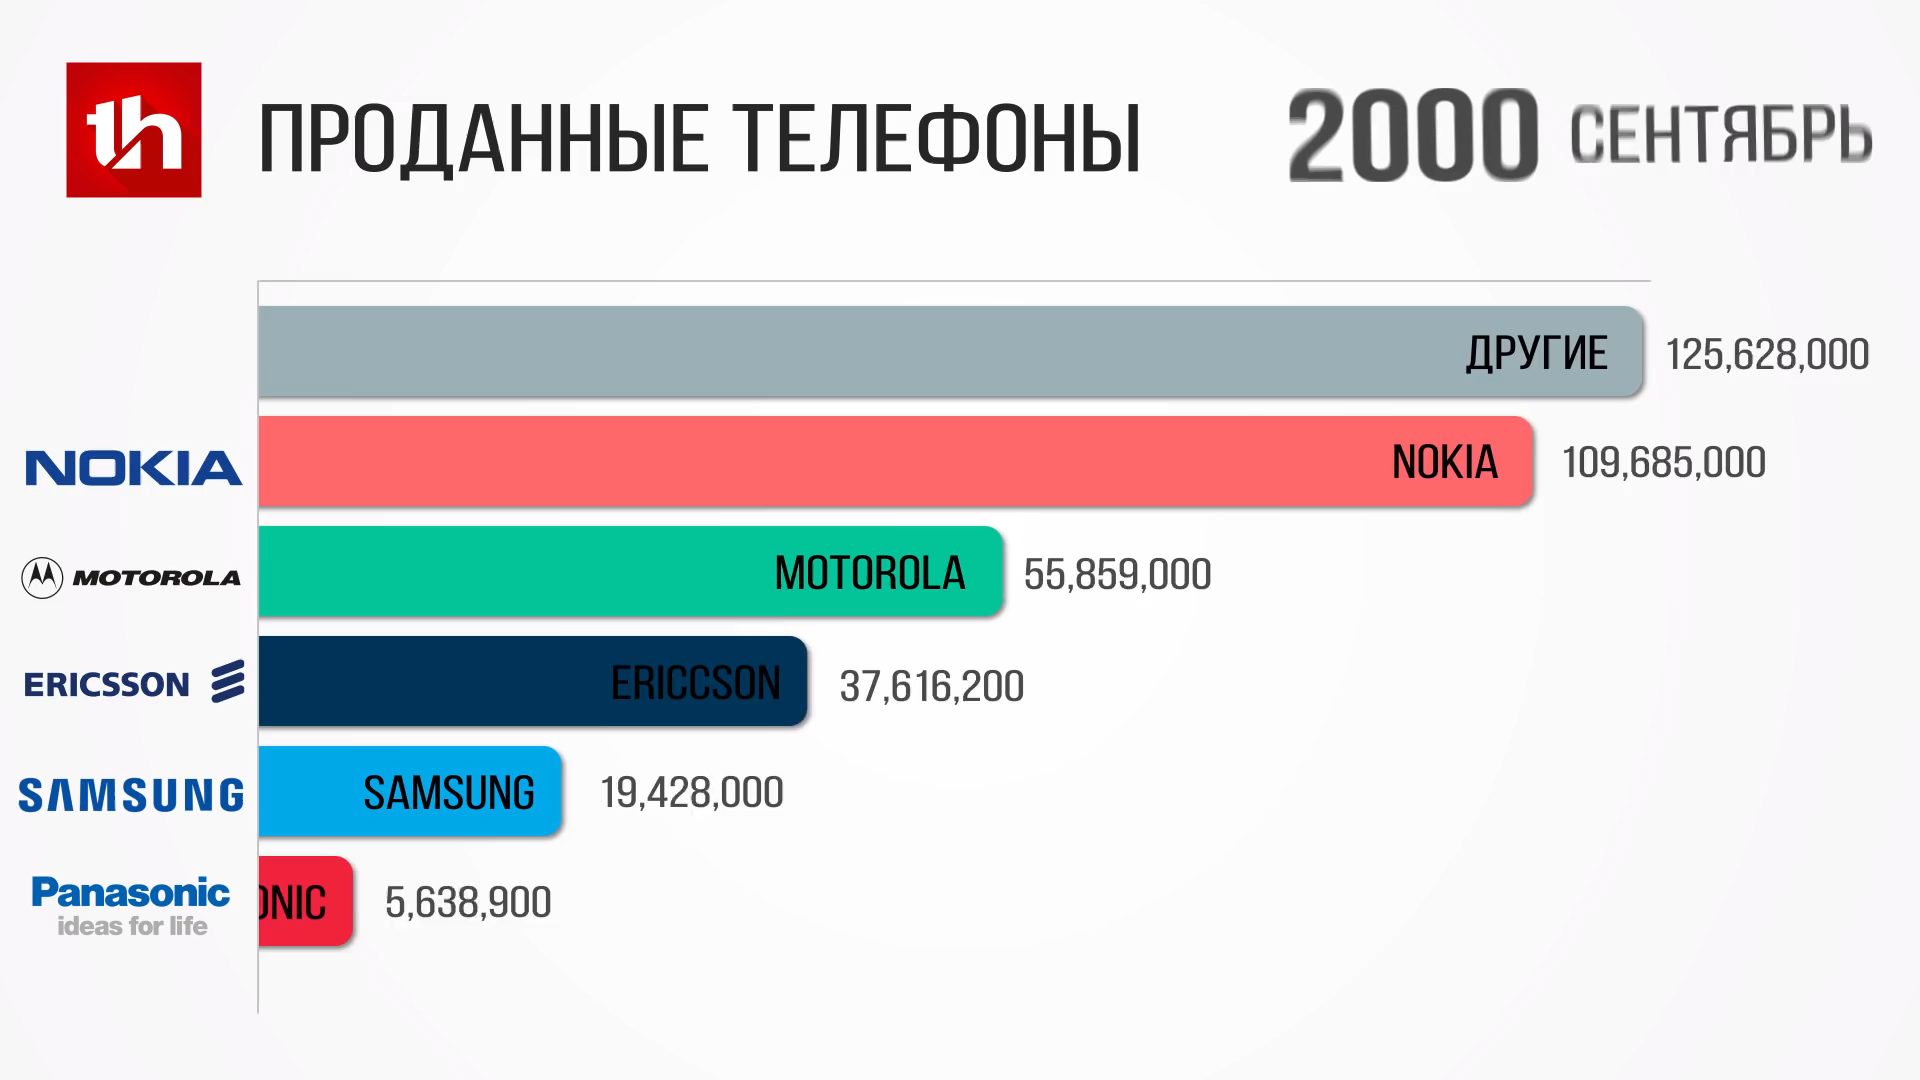 th
ПРОДАННЫЕ ТЕЛЕФОНЫ
2000 СЕНТЯБРЬ
ДРУГИЕ 125,628,000
NOKIA NOKIA 109,685,000
MOTOROLA MOTOROLA 55,859,000
ERICSSON ERICCSON 37,616,200
SAMSUNG SAMSUNG 19,428,000
Panasonic ONIC 5,638,900
ideas for life